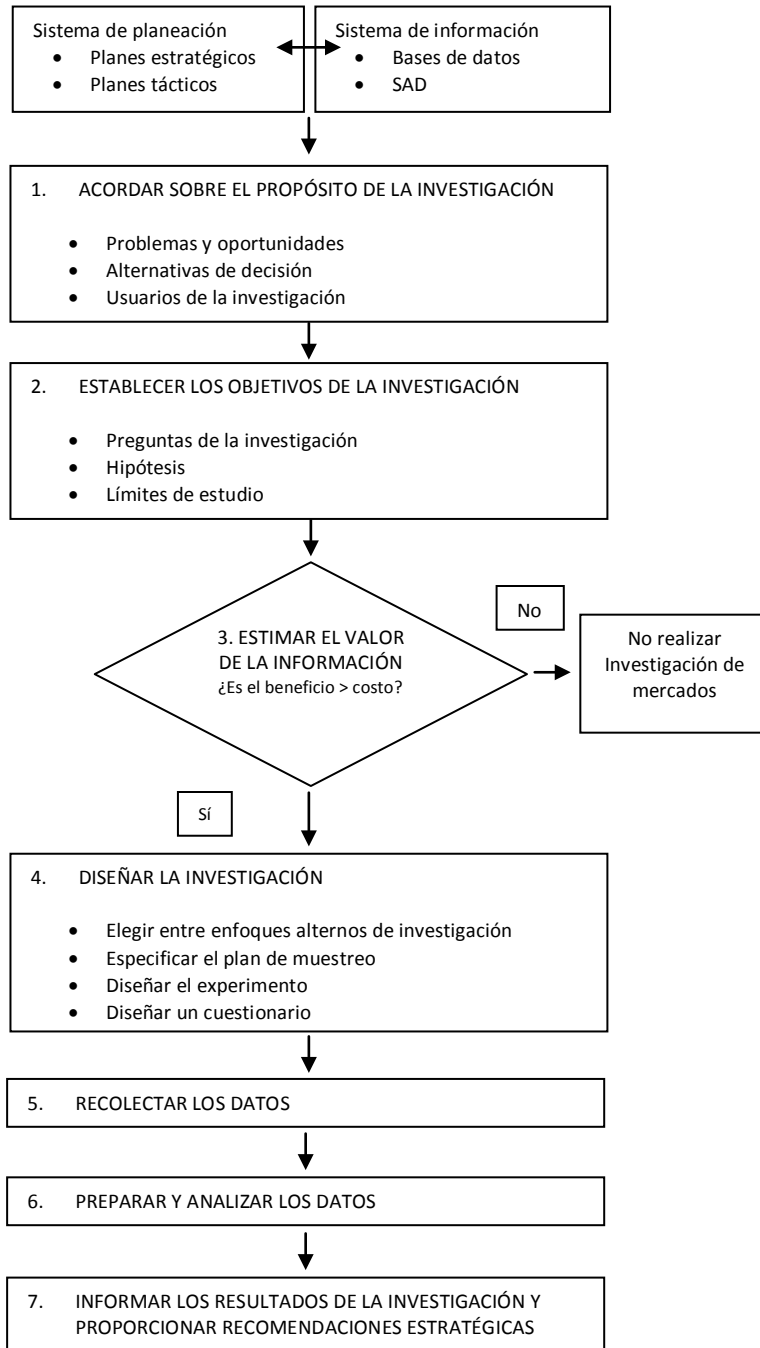 Sistema de planeación
• Planes estratégicos
• Planes tácticos
Sistema de información
• Bases de datos
• SAD
1. ACORDAR SOBRE EL PROPÓSITO DE LA INVESTIGACIÓN
• Problemas y oportunidades
• Alternativas de decisión
• Usuarios de la investigación
2. ESTABLECER LOS OBJETIVOS DE LA INVESTIGACIÓN
• Preguntas de la investigación
• Hipótesis
• Límites de estudio
3. ESTIMAR EL VALOR
DE LA INFORMACIÓN
¿Es el beneficio > costo?
No
No realizar
Investigación de
mercados
Sí
4. DISEÑAR LA INVESTIGACIÓN
• Elegir entre enfoques alternos de investigación
• Especificar el plan de muestreo
• Diseñar el experimento
• Diseñar un cuestionario
5. RECOLECTAR LOS DATOS
6. PREPARAR Y ANALIZAR LOS DATOS
7. INFORMAR LOS RESULTADOS DE LA INVESTIGACIÓN Y
PROPORCIONAR RECOMENDACIONES ESTRATÉGICAS